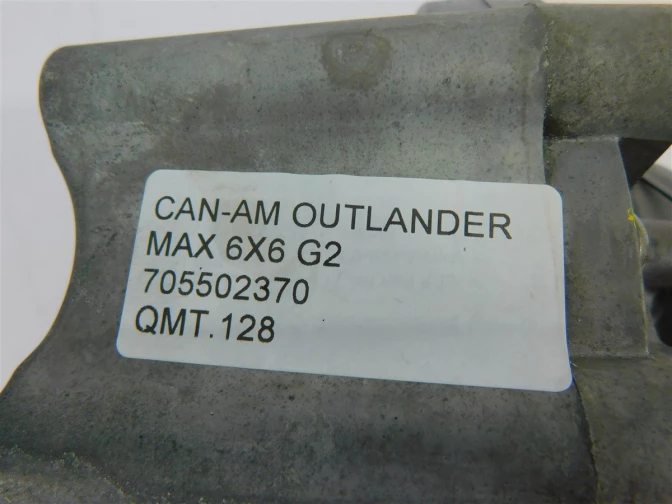 CAN-AM OUTLANDER
MAX 6X6 G2
705502370
QMT.128